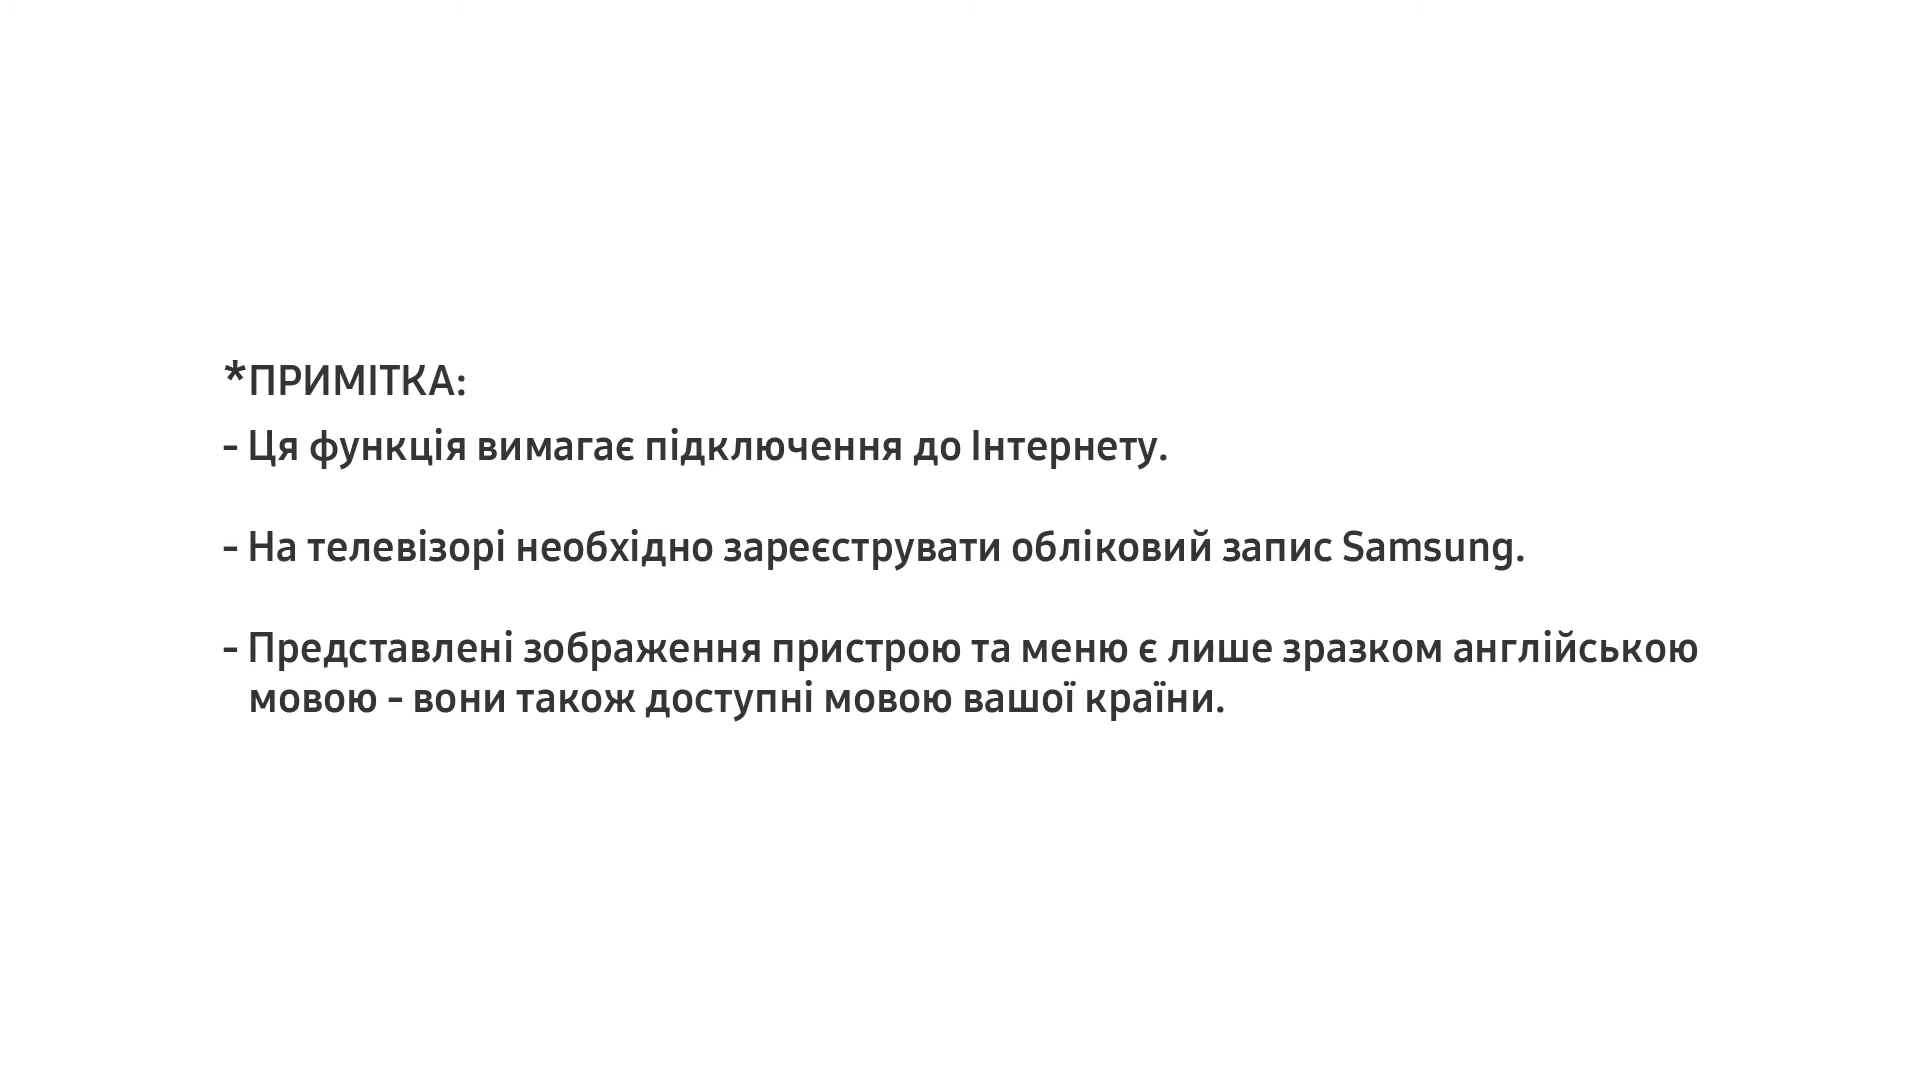 *ПРИМІТКА:
- Ця функція вимагає підключення до Інтернету.
- На телевізорі необхідно зареєструвати обліковий запис Samsung.
- Представлені зображення пристрою та меню є лише зразком англійською
мовою - вони також доступні мовою вашої країни.